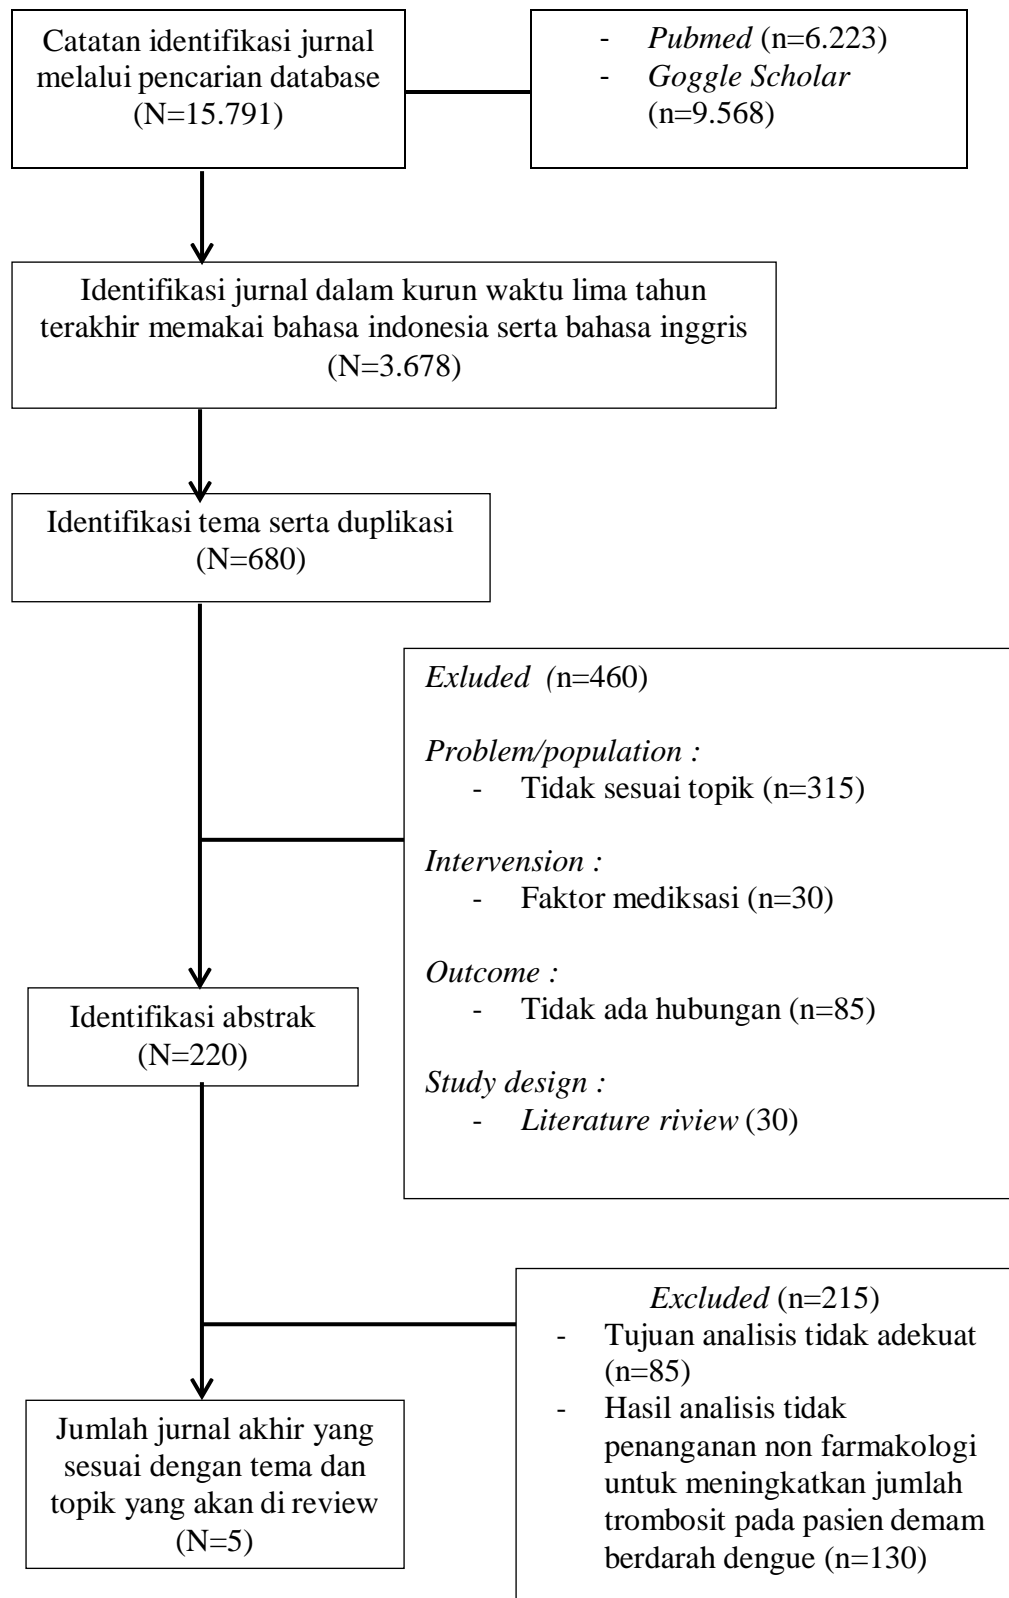 Catatan identifikasi jurnal
melalui pencarian database
(N=15.791)
- Pubmed (n=6.223)
- Goggle Scholar
(n=9.568)
Identifikasi jurnal dalam kurun waktu lima tahun
terakhir memakai bahasa indonesia serta bahasa inggris
(N=3.678)
Identifikasi tema serta duplikasi
(N=680)
Exluded (n=460)
Problem/population :
- Tidak sesuai topik (n=315)
Intervension :
- Faktor mediksasi (n=30)
Outcome :
- Tidak ada hubungan (n=85)
Study design :
- Literature riview (30)
Identifikasi abstrak
(N=220)
Excluded (n=215)
- Tujuan analisis tidak adekuat
(n=85)
- Hasil analisis tidak
penanganan non farmakologi
untuk meningkatkan jumlah
trombosit pada pasien demam
berdarah dengue (n=130)
Jumlah jurnal akhir yang
sesuai dengan tema dan
topik yang akan di review
(N=5)